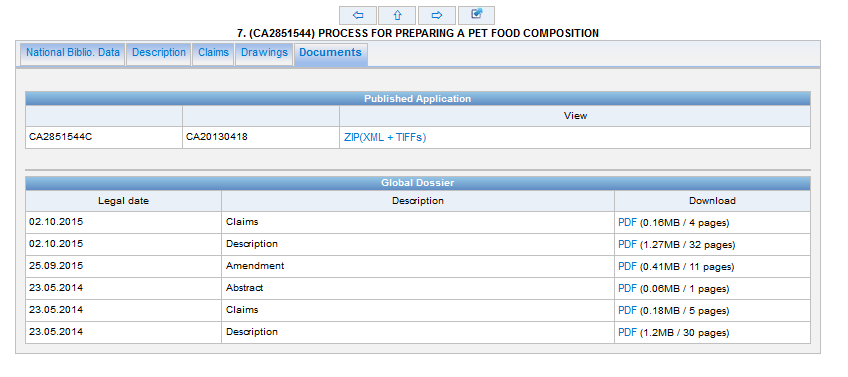 7. (CA2851544) PROCESS FOR PREPARING A PET FOOD COMPOSITION
National Biblio. Data Description Claims Drawings Documents
Published Application
View
CA2851544C CA20130418 ZIP(XML + TIFFs)
Global Dossier
Legal date Description Download
02.10.2015 Claims PDF (0.16MB / 4 pages)
02.10.2015 Description PDF (1.27MB / 32 pages)
25.09.2015 Amendment PDF (0.41MB / 11 pages)
23.05.2014 Abstract PDF (0.06MB / 1 pages)
23.05.2014 Claims PDF (0.18MB / 5 pages)
23.05.2014 Description PDF (1.2MB / 30 pages)